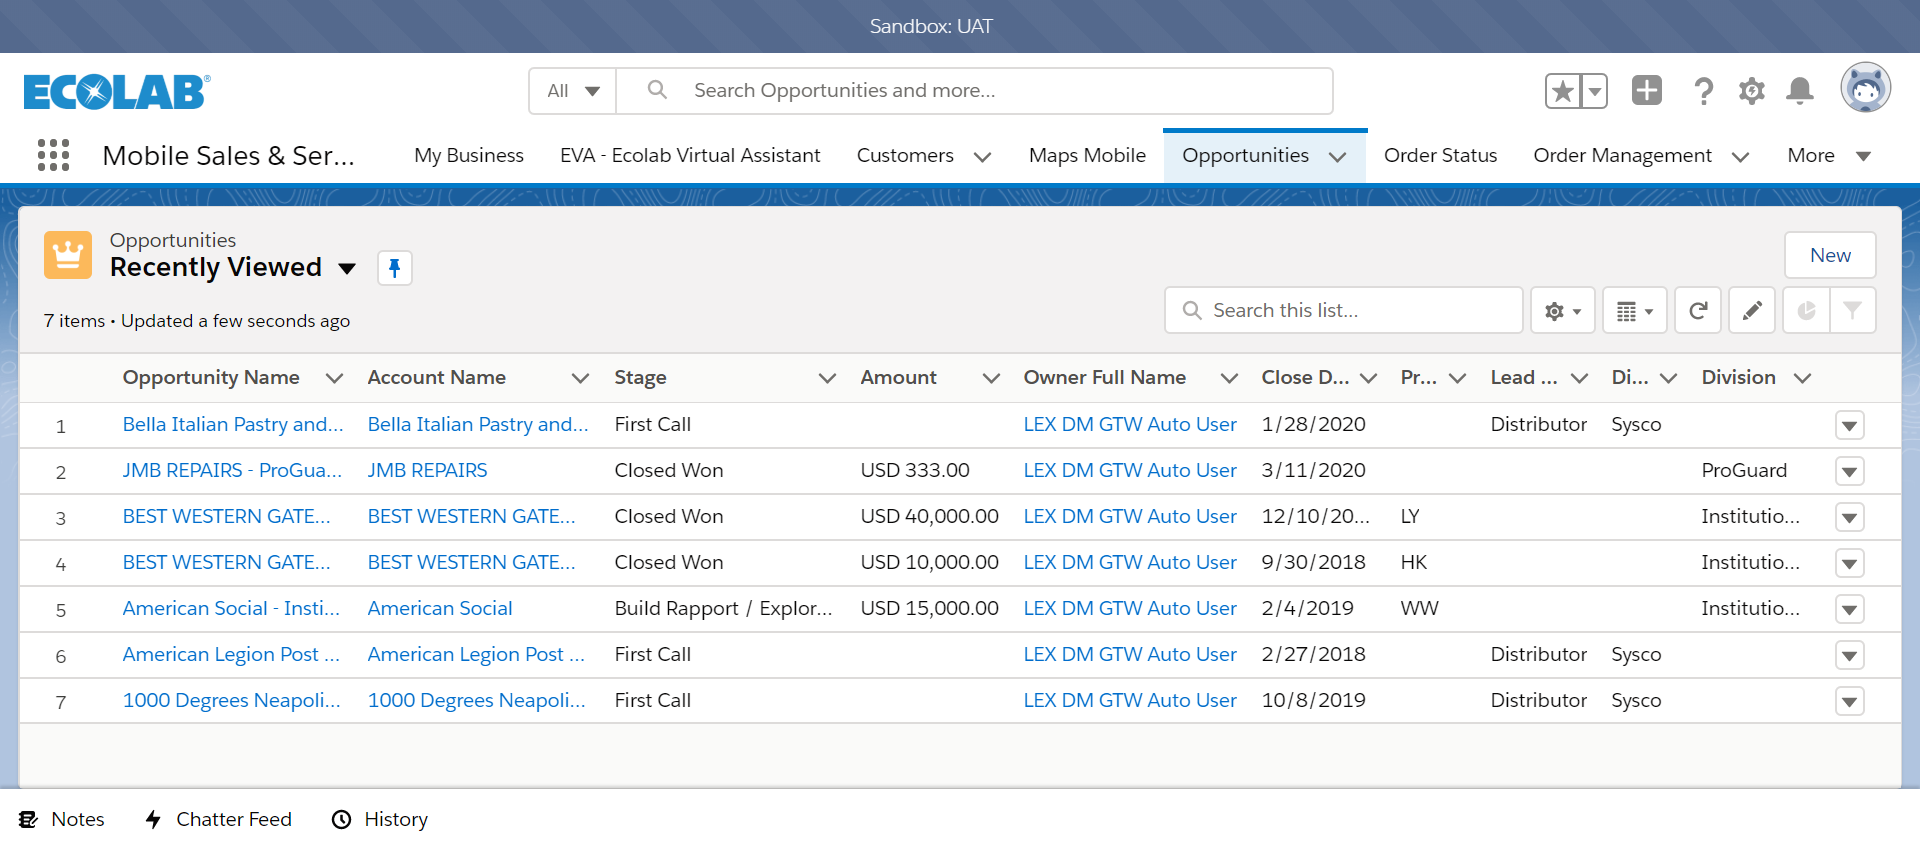 Sandbox: UAT
ECOLAB®
All
Search Opportunities and more...
Mobile Sales & Ser...
My Business
EVA - Ecolab Virtual Assistant
Customers
Maps Mobile
Opportunities
Order Status
Order Management
More
Opportunities
Recently Viewed
New
7 items • Updated a few seconds ago
Search this list...
Opportunity Name Account Name Stage Amount Owner Full Name Close D... Pr... Lead ... Di... Division
1 Bella Italian Pastry and... Bella Italian Pastry and... First Call LEX DM GTW Auto User 1/28/2020 Distributor Sysco
2 JMB REPAIRS - ProGua... JMB REPAIRS Closed Won USD 333.00 LEX DM GTW Auto User 3/11/2020 ProGuard
3 BEST WESTERN GATE... BEST WESTERN GATE... Closed Won USD 40,000.00 LEX DM GTW Auto User 12/10/20... LY Institutio...
4 BEST WESTERN GATE... BEST WESTERN GATE... Closed Won USD 10,000.00 LEX DM GTW Auto User 9/30/2018 HK Institutio...
5 American Social - Insti... American Social Build Rapport / Explor... USD 15,000.00 LEX DM GTW Auto User 2/4/2019 WW Institutio...
6 American Legion Post ... American Legion Post ... First Call LEX DM GTW Auto User 2/27/2018 Distributor Sysco
7 1000 Degrees Neapoli... 1000 Degrees Neapoli... First Call LEX DM GTW Auto User 10/8/2019 Distributor Sysco
Notes
Chatter Feed
History